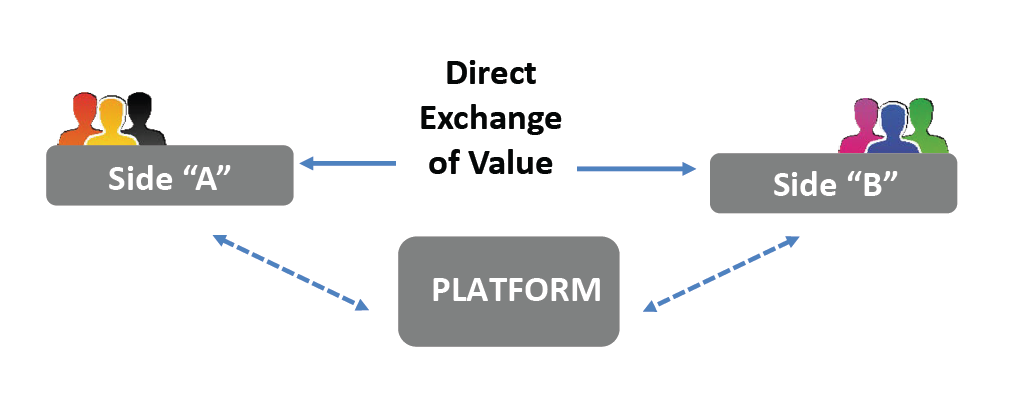 Direct
Exchange
of Value
Side “A”
Side “B”
PLATFORM